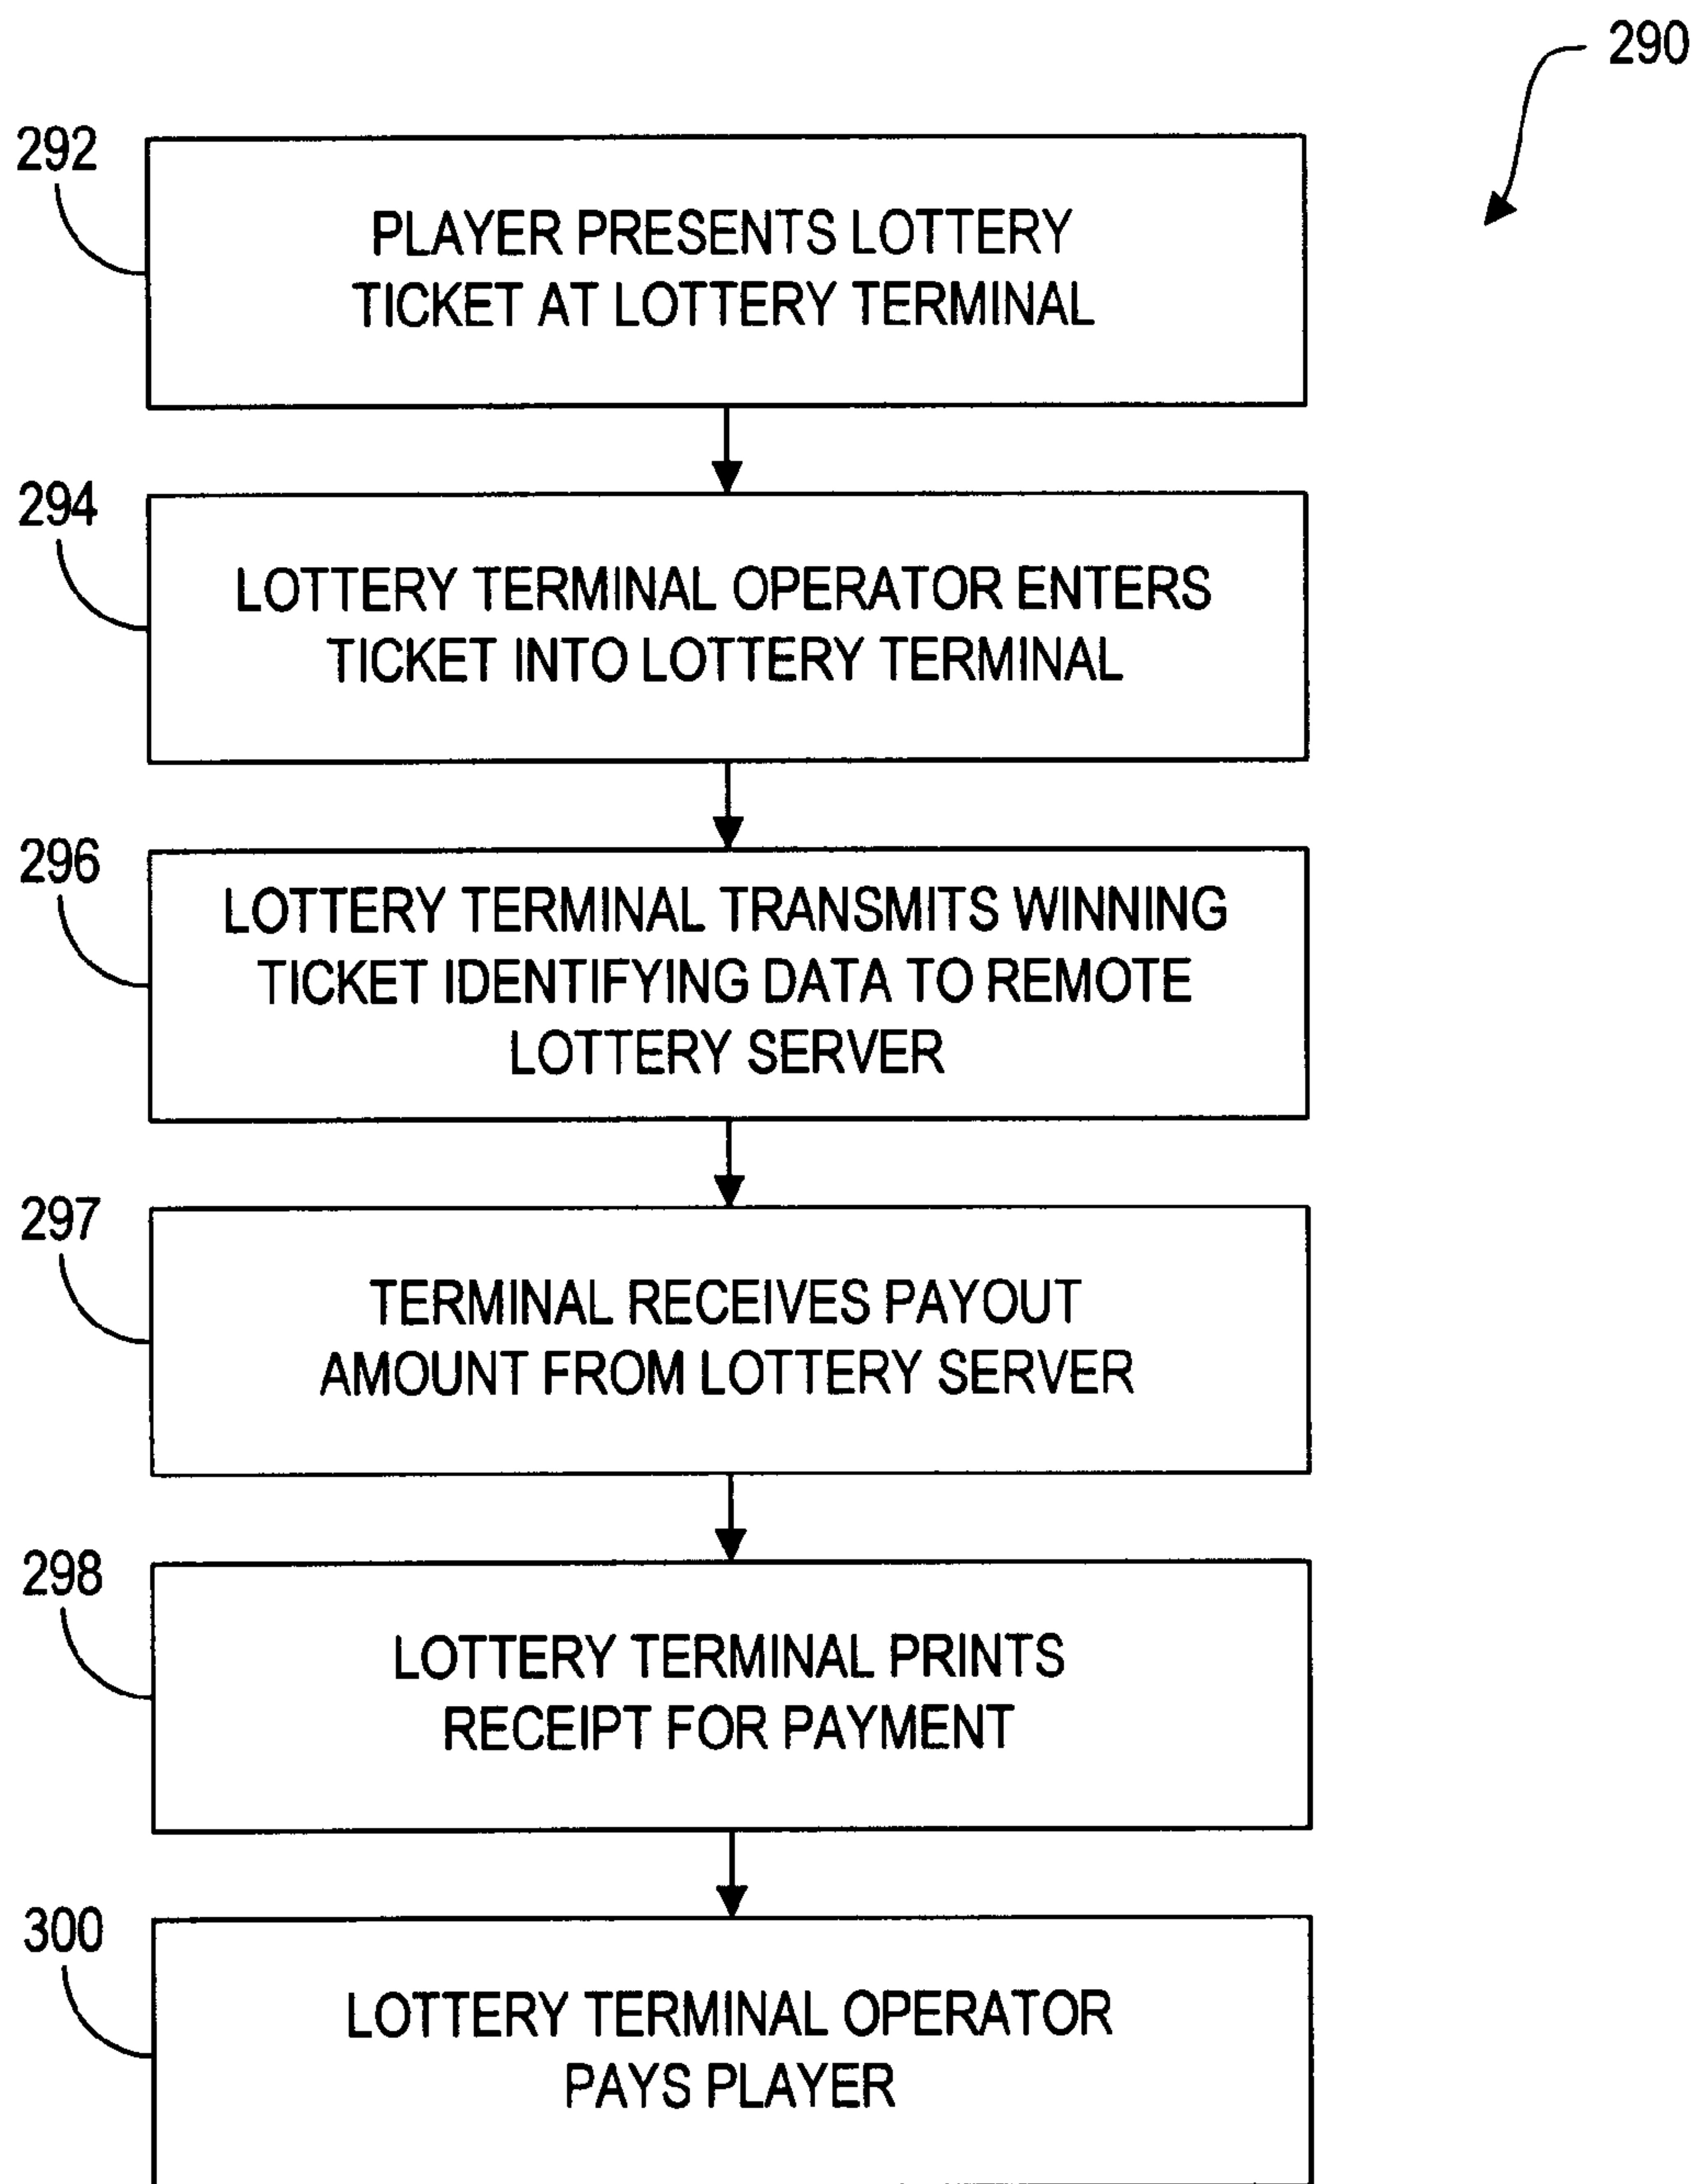 290
292
PLAYER PRESENTS LOTTERY
TICKET AT LOTTERY TERMINAL
294
LOTTERY TERMINAL OPERATOR ENTERS
TICKET INTO LOTTERY TERMINAL
296
LOTTERY TERMINAL TRANSMITS WINNING
TICKET IDENTIFYING DATA TO REMOTE
LOTTERY SERVER
297
TERMINAL RECEIVES PAYOUT
AMOUNT FROM LOTTERY SERVER
298
LOTTERY TERMINAL PRINTS
RECEIPT FOR PAYMENT
300
LOTTERY TERMINAL OPERATOR
PAYS PLAYER